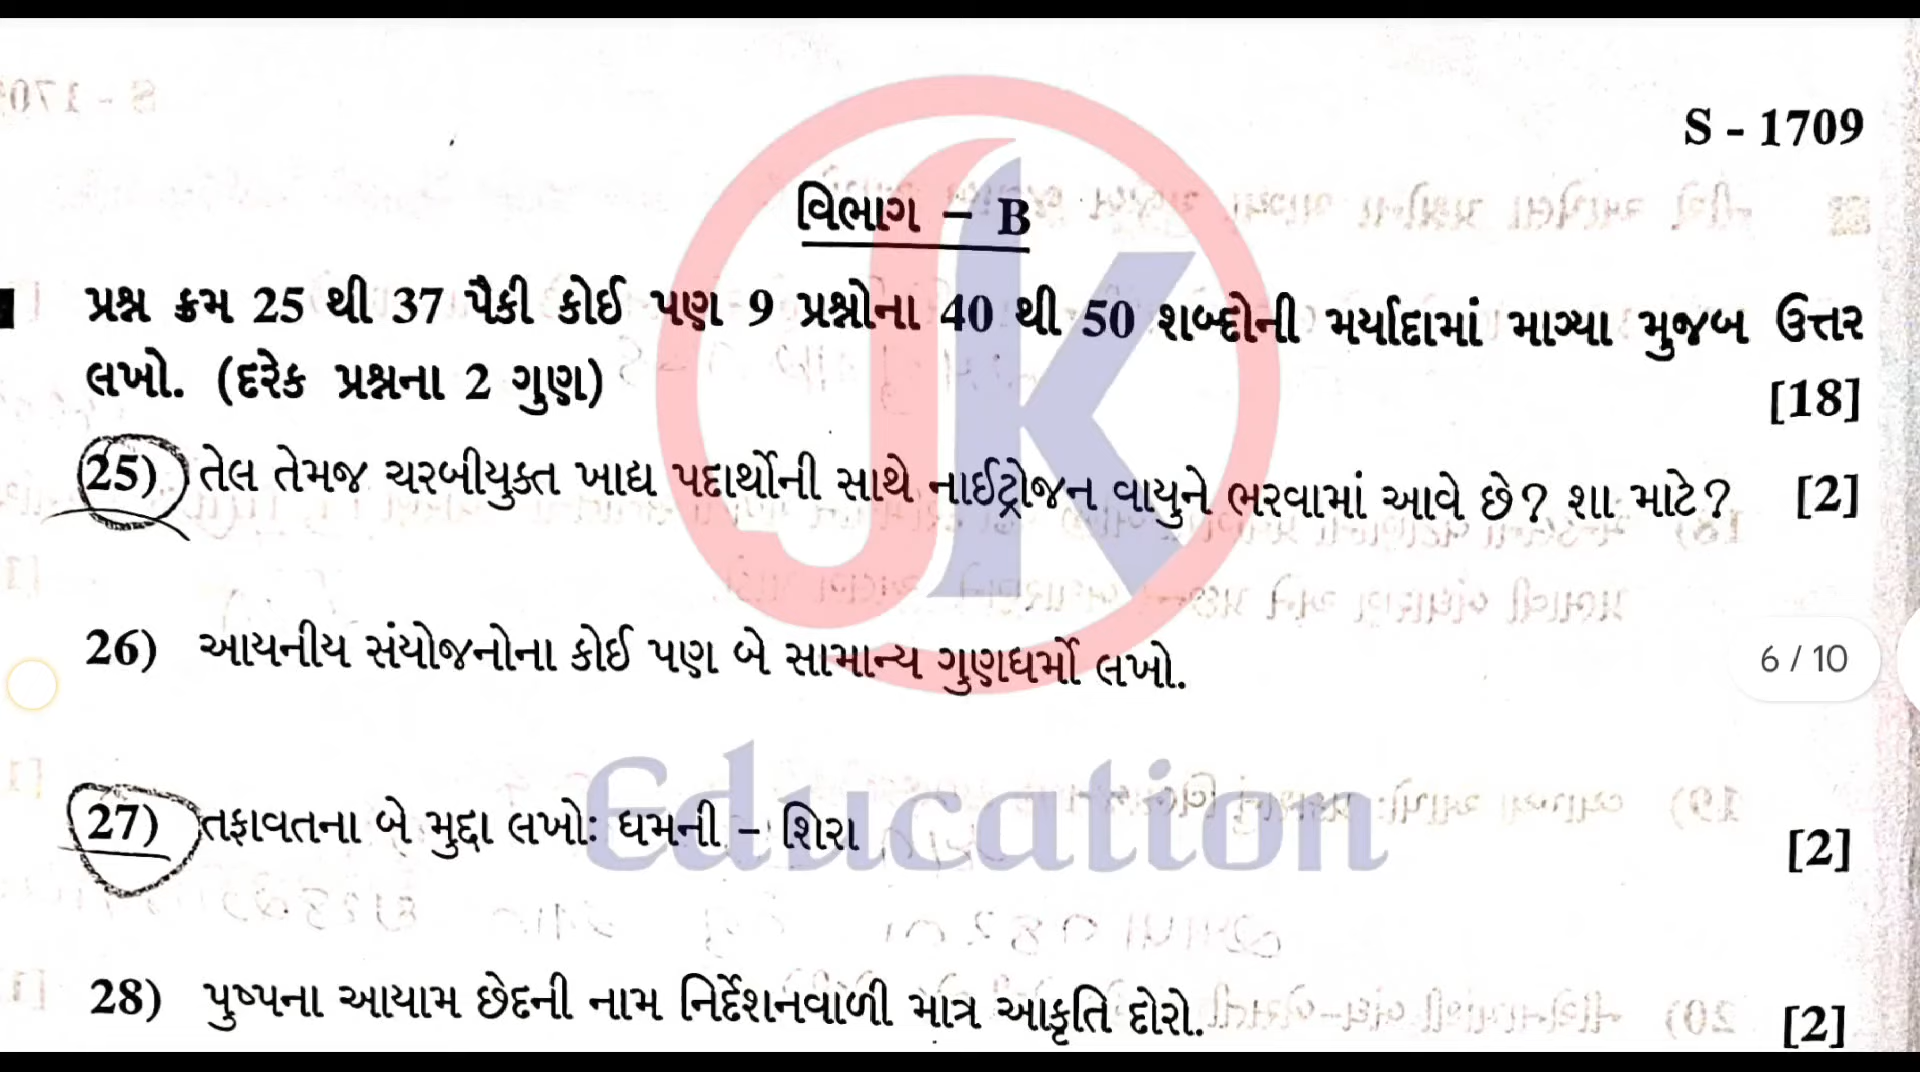 S - 1709
વિભાગ - B
પ્રશ્ન ક્રમ 25 થી 37 પૈકી કોઈ પણ 9 પ્રશ્નોના 40 થી 50 શબ્દોની મર્યાદામાં માગ્યા મુજબ ઉત્તર
લખો. (દરેક પ્રશ્નના 2 ગુણ) [18]
25) તેલ તેમજ ચરબીયુક્ત ખાદ્ય પદાર્થોની સાથે નાઈટ્રોજન વાયુને ભરવામાં આવે છે? શા માટે? [2]
26) આયનીય સંયોજનોના કોઈ પણ બે સામાન્ય ગુણધર્મો લખો.
6 / 10
27) તફાવતના બે મુદ્દા લખો: ધમની - શિરા [2]
28) પુષ્પના આયામ છેદની નામ નિર્દેશનવાળી માત્ર આકૃતિ દોરો. [2]
JK
Education